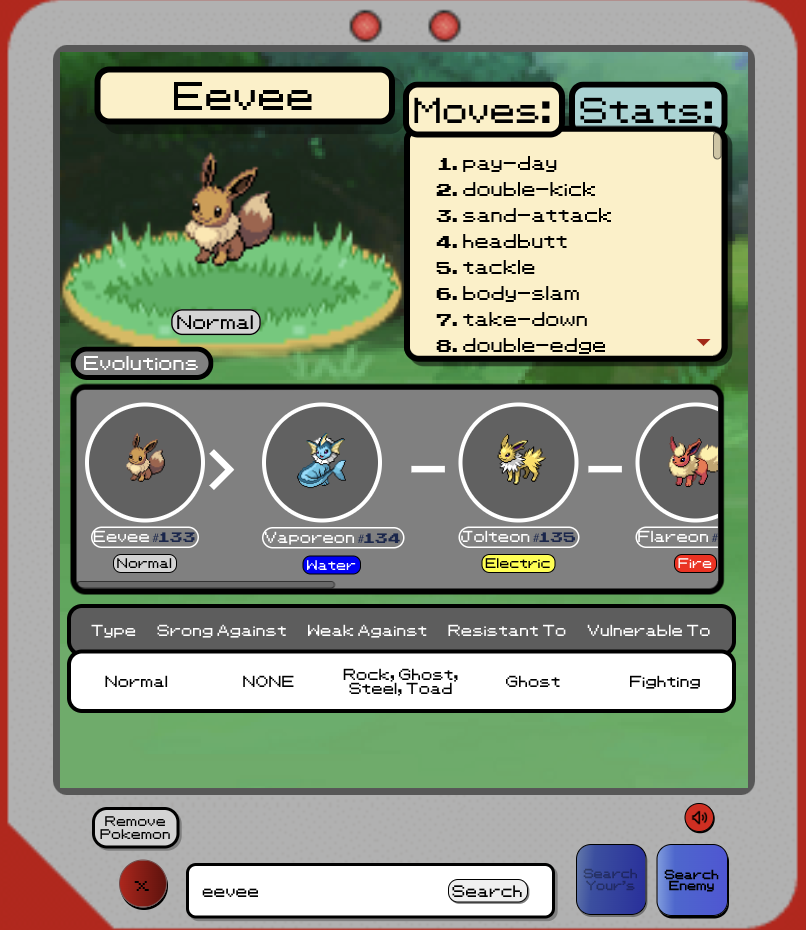 Eevee
Moves:
Stats:
1. pay-day
2. double-kick
3. sand-attack
4. headbutt
5. tackle
6. body-slam
7. take-down
8. double-edge
Normal
Evolutions
Eevee #133
Vaporeon #134
Jolteon #135
Flareon #
Normal
Water
Electric
Fire
Type Srong Against Weak Against Resistant To Vulnerable To
Normal NONE Rock, Ghost, Steel, Toad Ghost Fighting
Remove
Pokemon
X
eevee
Search
Search
Your's
Search
Enemy